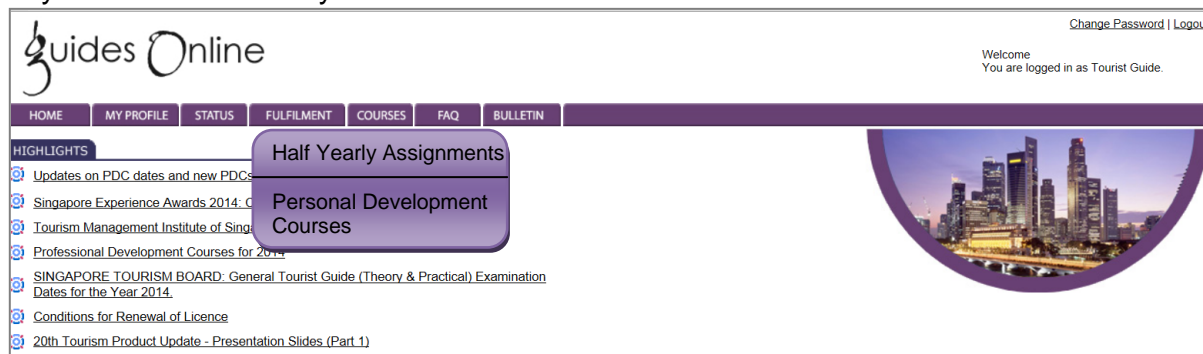 guides Online
Change Password | Logou
Welcome
You are logged in as Tourist Guide.
HOME MY PROFILE STATUS FULFILMENT COURSES FAQ BULLETIN
HIGHLIGHTS
Half Yearly Assignments
Personal Development
Courses
Updates on PDC dates and new PDCs
Singapore Experience Awards 2014:
Tourism Management Institute of
Professional Development Courses for 2014
SINGAPORE TOURISM BOARD: General Tourist Guide (Theory & Practical) Examination
Dates for the Year 2014.
Conditions for Renewal of Licence
20th Tourism Product Update - Presentation Slides (Part 1)